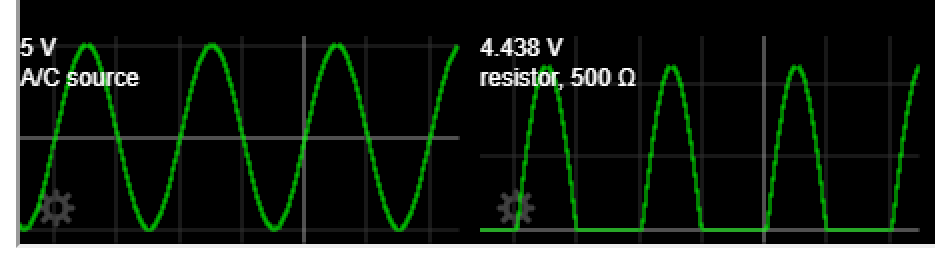 5 V
A/C source
4.438 V
resistor, 500 Ω